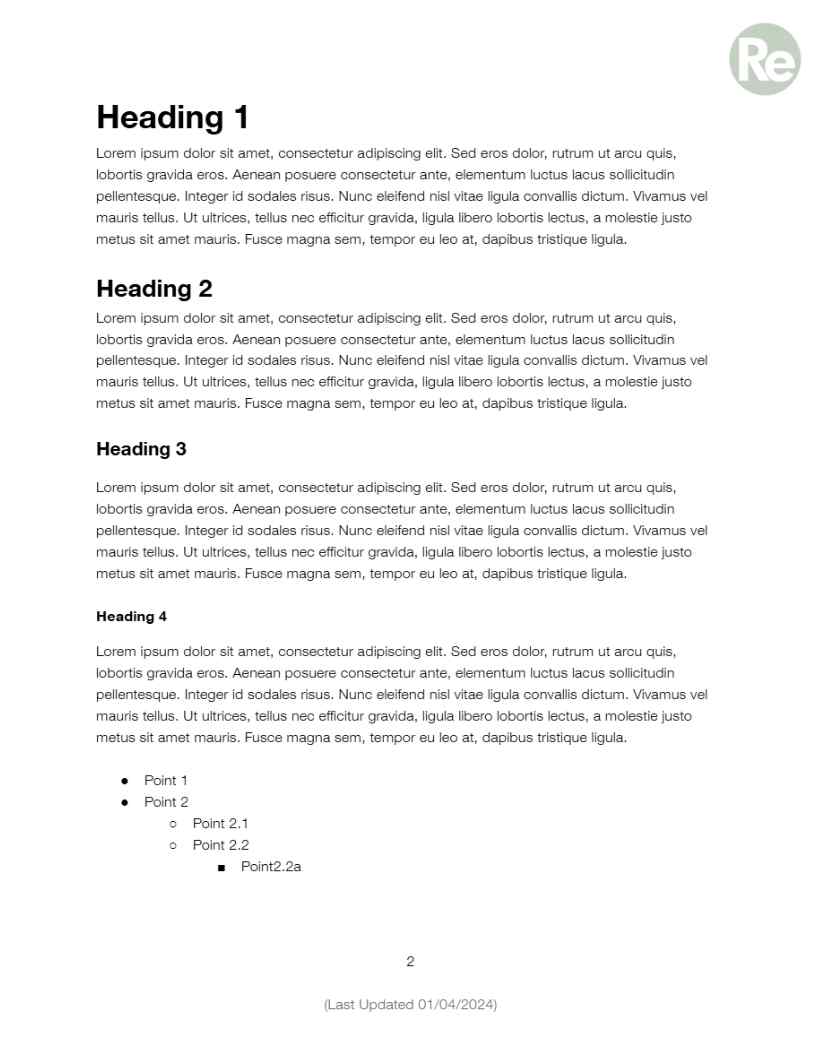 Re
Heading 1
Lorem ipsum dolor sit amet, consectetur adipiscing elit. Sed eros dolor, rutrum ut arcu quis,
lobortis gravida eros. Aenean posuere consectetur ante, elementum luctus lacus sollicitudin
pellentesque. Integer id sodales risus. Nunc eleifend nisl vitae ligula convallis dictum. Vivamus vel
mauris tellus. Ut ultrices, tellus nec efficitur gravida, ligula libero lobortis lectus, a molestie justo
metus sit amet mauris. Fusce magna sem, tempor eu leo at, dapibus tristique ligula.
Heading 2
Lorem ipsum dolor sit amet, consectetur adipiscing elit. Sed eros dolor, rutrum ut arcu quis,
lobortis gravida eros. Aenean posuere consectetur ante, elementum luctus lacus sollicitudin
pellentesque. Integer id sodales risus. Nunc eleifend nisl vitae ligula convallis dictum. Vivamus vel
mauris tellus. Ut ultrices, tellus nec efficitur gravida, ligula libero lobortis lectus, a molestie justo
metus sit amet mauris. Fusce magna sem, tempor eu leo at, dapibus tristique ligula.
Heading 3
Lorem ipsum dolor sit amet, consectetur adipiscing elit. Sed eros dolor, rutrum ut arcu quis,
lobortis gravida eros. Aenean posuere consectetur ante, elementum luctus lacus sollicitudin
pellentesque. Integer id sodales risus. Nunc eleifend nisl vitae ligula convallis dictum. Vivamus vel
mauris tellus. Ut ultrices, tellus nec efficitur gravida, ligula libero lobortis lectus, a molestie justo
metus sit amet mauris. Fusce magna sem, tempor eu leo at, dapibus tristique ligula.
Heading 4
Lorem ipsum dolor sit amet, consectetur adipiscing elit. Sed eros dolor, rutrum ut arcu quis,
lobortis gravida eros. Aenean posuere consectetur ante, elementum luctus lacus sollicitudin
pellentesque. Integer id sodales risus. Nunc eleifend nisl vitae ligula convallis dictum. Vivamus vel
mauris tellus. Ut ultrices, tellus nec efficitur gravida, ligula libero lobortis lectus, a molestie justo
metus sit amet mauris. Fusce magna sem, tempor eu leo at, dapibus tristique ligula.
● Point 1
● Point 2
○ Point 2.1
○ Point 2.2
■ Point2.2a
2
(Last Updated 01/04/2024)